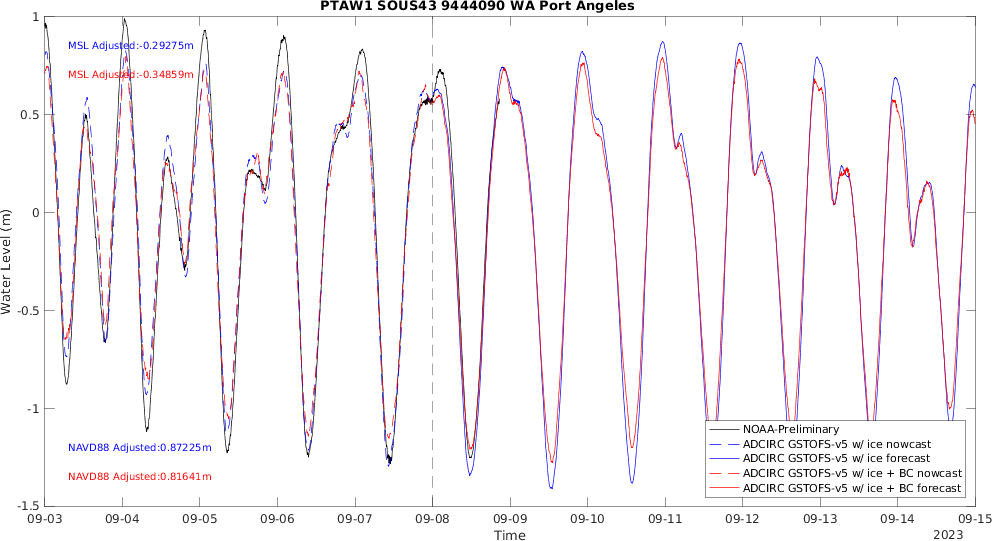 PTAW1 SOUS43 9444090 WA Port Angeles
MSL Adjusted:-0.29275m
MSL Adjusted:-0.34859m
NAVD88 Adjusted:0.87225m
NAVD88 Adjusted:0.81641m
Water Level (m)
1
0.5
0
-0.5
-1
-1.5
NOAA-Preliminary
ADCIRC GSTOFS-v5 w/ ice nowcast
ADCIRC GSTOFS-v5 w/ ice forecast
ADCIRC GSTOFS-v5 w/ ice + BC nowcast
ADCIRC GSTOFS-v5 w/ ice + BC forecast
09-03 09-04 09-05 09-06 09-07 09-08 09-09 09-10 09-11 09-12 09-13 09-14 09-15
Time
2023